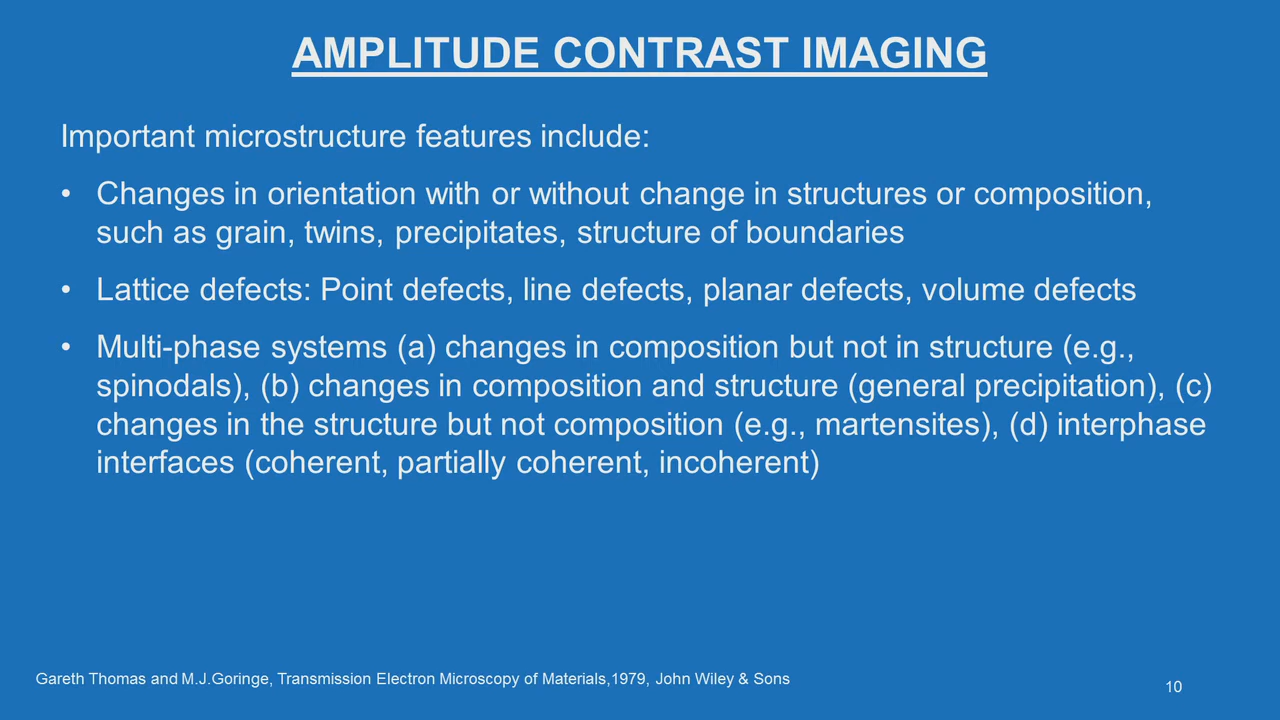 AMPLITUDE CONTRAST IMAGING
Important microstructure features include:
• Changes in orientation with or without change in structures or composition,
such as grain, twins, precipitates, structure of boundaries
• Lattice defects: Point defects, line defects, planar defects, volume defects
• Multi-phase systems (a) changes in composition but not in structure (e.g.,
spinodals), (b) changes in composition and structure (general precipitation), (c)
changes in the structure but not composition (e.g., martensites), (d) interphase
interfaces (coherent, partially coherent, incoherent)
Gareth Thomas and M.J.Goringe, Transmission Electron Microscopy of Materials,1979, John Wiley & Sons
10